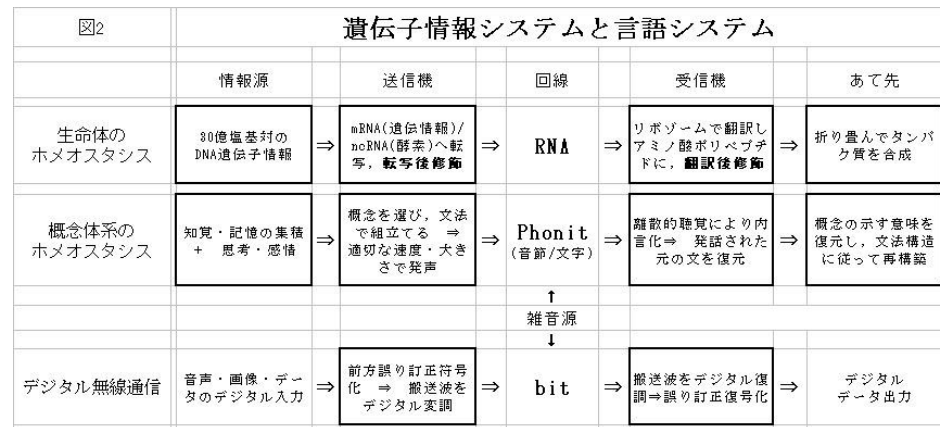 図2
遺伝子情報システムと言語システム
情報源
送信機
回線
受信機
あて先
生命体の
ホメオスタシス
30億塩基対の
DNA遺伝子情報
⇒
mRNA(遺伝情報)/
ncRNA(酵素)へ転
写，転写後修飾
⇒
RNA
⇒
リボゾームで翻訳し
アミノ酸ポリペプチ
ドに，翻訳後修飾
⇒
折り畳んでタンパ
ク質を合成
概念体系の
ホメオスタシス
知覚・記憶の集積
+ 思考・感情
⇒
概念を選び，文法
で組立てる ⇒
適切な速度・大き
さで発声
⇒
Phonit
(音節/文字)
⇒
離散的聴覚により内
言化⇒ 発話された
元の文を復元
⇒
概念の示す意味を
復元し，文法構造
に従って再構築
↑
雑音源
↓
デジタル無線通信
音声・画像・デー
タのデジタル入力
⇒
前方誤り訂正符号
化 ⇒ 搬送波を
デジタル変調
⇒
bit
⇒
搬送波をデジタル復
調⇒誤り訂正復号化
⇒
デジタル
データ出力